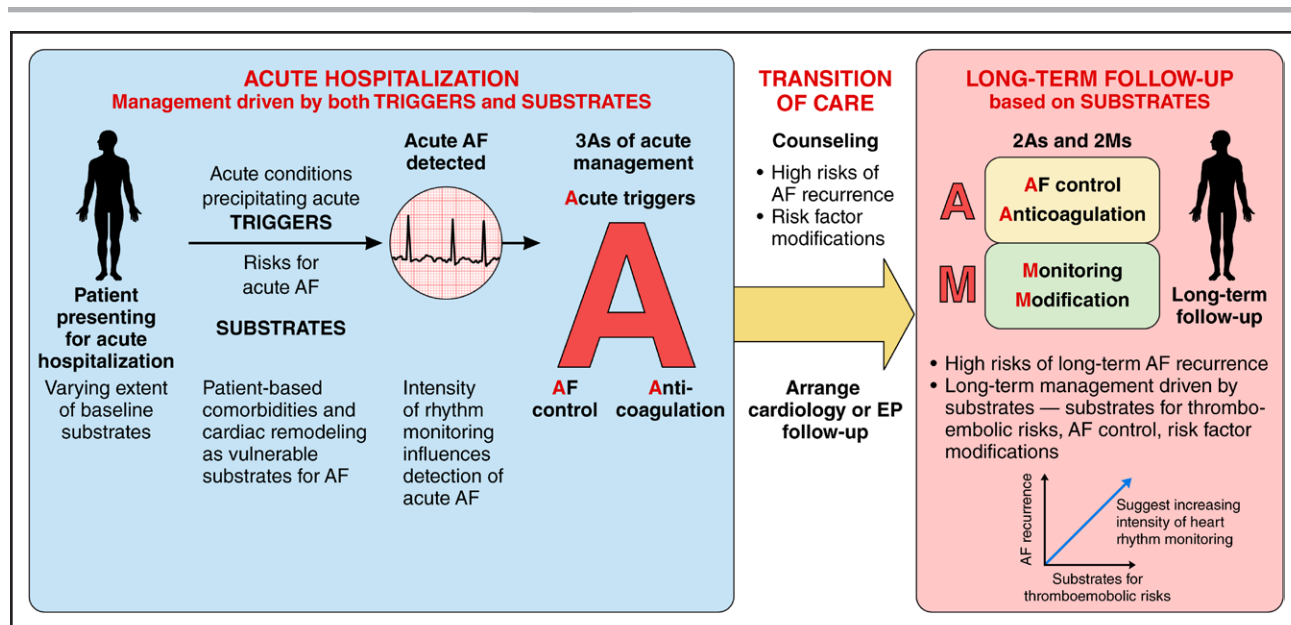 ACUTE HOSPITALIZATION
Management driven by both TRIGGERS and SUBSTRATES
Patient
presenting
for acute
hospitalization
Varying extent
of baseline
substrates
Acute conditions
precipitating acute
TRIGGERS
Risks for
acute AF
SUBSTRATES
Patient-based
comorbidities and
cardiac remodeling
as vulnerable
substrates for AF
Acute AF
detected
Intensity
of rhythm
monitoring
influences
detection of
acute AF
3As of acute
management
Acute triggers
A
AF
control
Anti-
coagulation
TRANSITION
OF CARE
Counseling
• High risks of
AF recurrence
• Risk factor
modifications
Arrange
cardiology or EP
follow-up
LONG-TERM FOLLOW-UP
based on SUBSTRATES
2As and 2Ms
A
AF control
Anticoagulation
M
Monitoring
Modification
Long-term
follow-up
• High risks of long-term AF recurrence
• Long-term management driven by
substrates — substrates for thrombo-
embolic risks, AF control, risk factor
modifications
AF recurrence
Suggest increasing
intensity of heart
rhythm monitoring
Substrates for
thromboemobolic risks